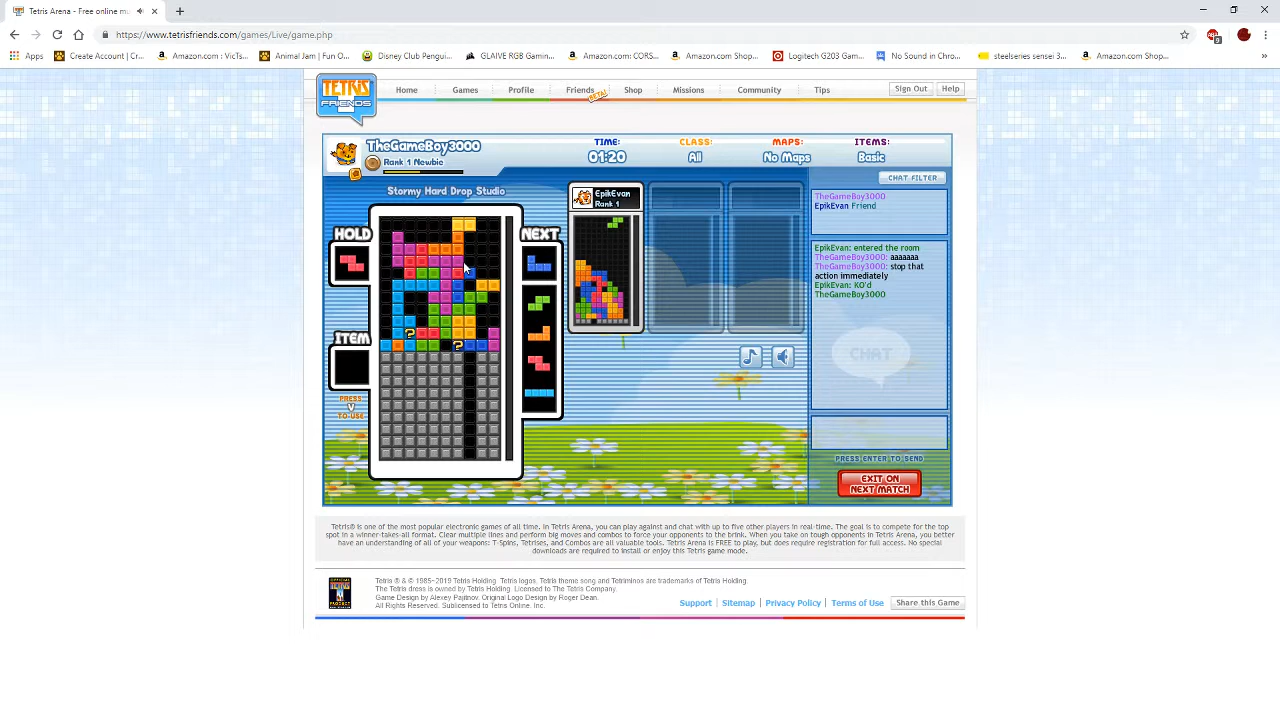 Tetris Arena - Free online m
https://www.tetrisfriends.com/games/Live/game.php
Apps
Create Account | Cr...
Amazon.com : VicTs...
Animal Jam | Fun O...
Disney Club Pengui...
GLAIVE RGB Gamin...
Amazon.com: CORS...
Amazon.com Shop...
Logitech G203 Gam...
No Sound in Chro...
steelseries sensei 3...
Amazon.com Shop...
TETRIS FRIENDS
Home
Games
Profile
Friends
BETA!
Shop
Missions
Community
Tips
Sign Out
Help
TheGameBoy3000
Rank 1 Newbie
TIME:
01:20
CLASS:
All
MAPS:
No Maps
ITEMS:
Basic
Stormy Hard Drop Studio
HOLD
NEXT
ITEM
PRESS
V
TO USE
EpikEvan
Rank 1
CHAT FILTER
TheGameBoy3000
EpikEvan Friend
EpikEvan: entered the room
TheGameBoy3000: aaaaaaa
TheGameBoy3000: stop that
action immediately
EpikEvan: KO'd
TheGameBoy3000
CHAT
PRESS ENTER TO SEND
EXIT ON
NEXT MATCH
Tetris® is one of the most popular electronic games of all time. In Tetris Arena, you can play against and chat with up to five other players in real-time. The goal is to compete for the top
spot in a winner-takes-all format. Clear multiple lines and perform big moves and combos to force your opponents to the brink. When you take on tough opponents in Tetris Arena, you better
have an understanding of all of your weapons: T-Spins, Tetrises, and Combos are all valuable tools. Tetris Arena is FREE to play, but does require registration for full access. No special
downloads are required to install or enjoy this Tetris game mode.
Tetris ® & © 1985~2019 Tetris Holding. Tetris logos, Tetris theme song and Tetriminos are trademarks of Tetris Holding.
The Tetris trade dress is owned by Tetris Holding. Licensed to The Tetris Company.
Game Design by Alexey Pajitnov. Original Logo Design by Roger Dean.
All Rights Reserved. Sublicensed to Tetris Online, Inc.
Support | Sitemap | Privacy Policy | Terms of Use
Share this Game